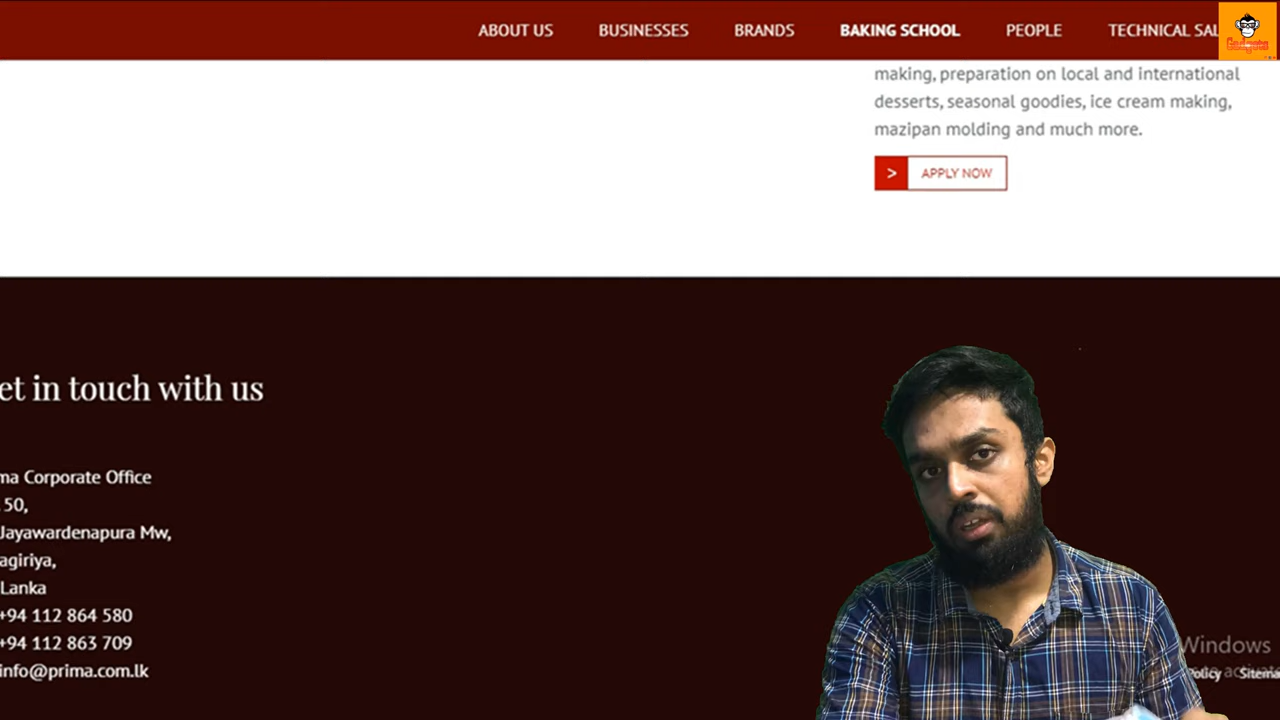 ABOUT US BUSINESSES BRANDS BAKING SCHOOL PEOPLE TECHNICAL SAL
Gadgets
making, preparation on local and international
desserts, seasonal goodies, ice cream making,
mazipan molding and much more.
> APPLY NOW
et in touch with us
ma Corporate Office
50,
Jayawardenapura Mw,
agiriya,
Lanka
+94 112 864 580
+94 112 863 709
info@prima.com.lk
Windows
Policy Sitema